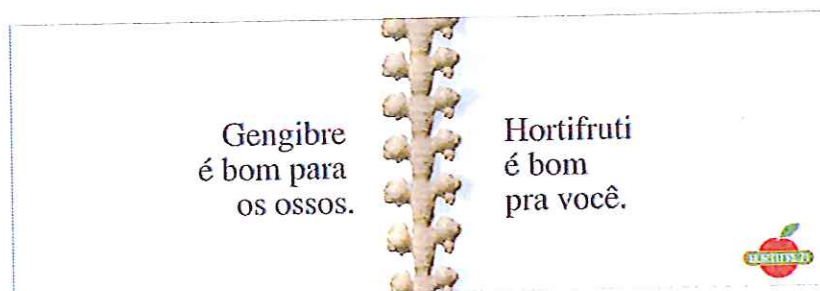 Gengibre
é bom para
os ossos.
Hortifruti
é bom
pra você.